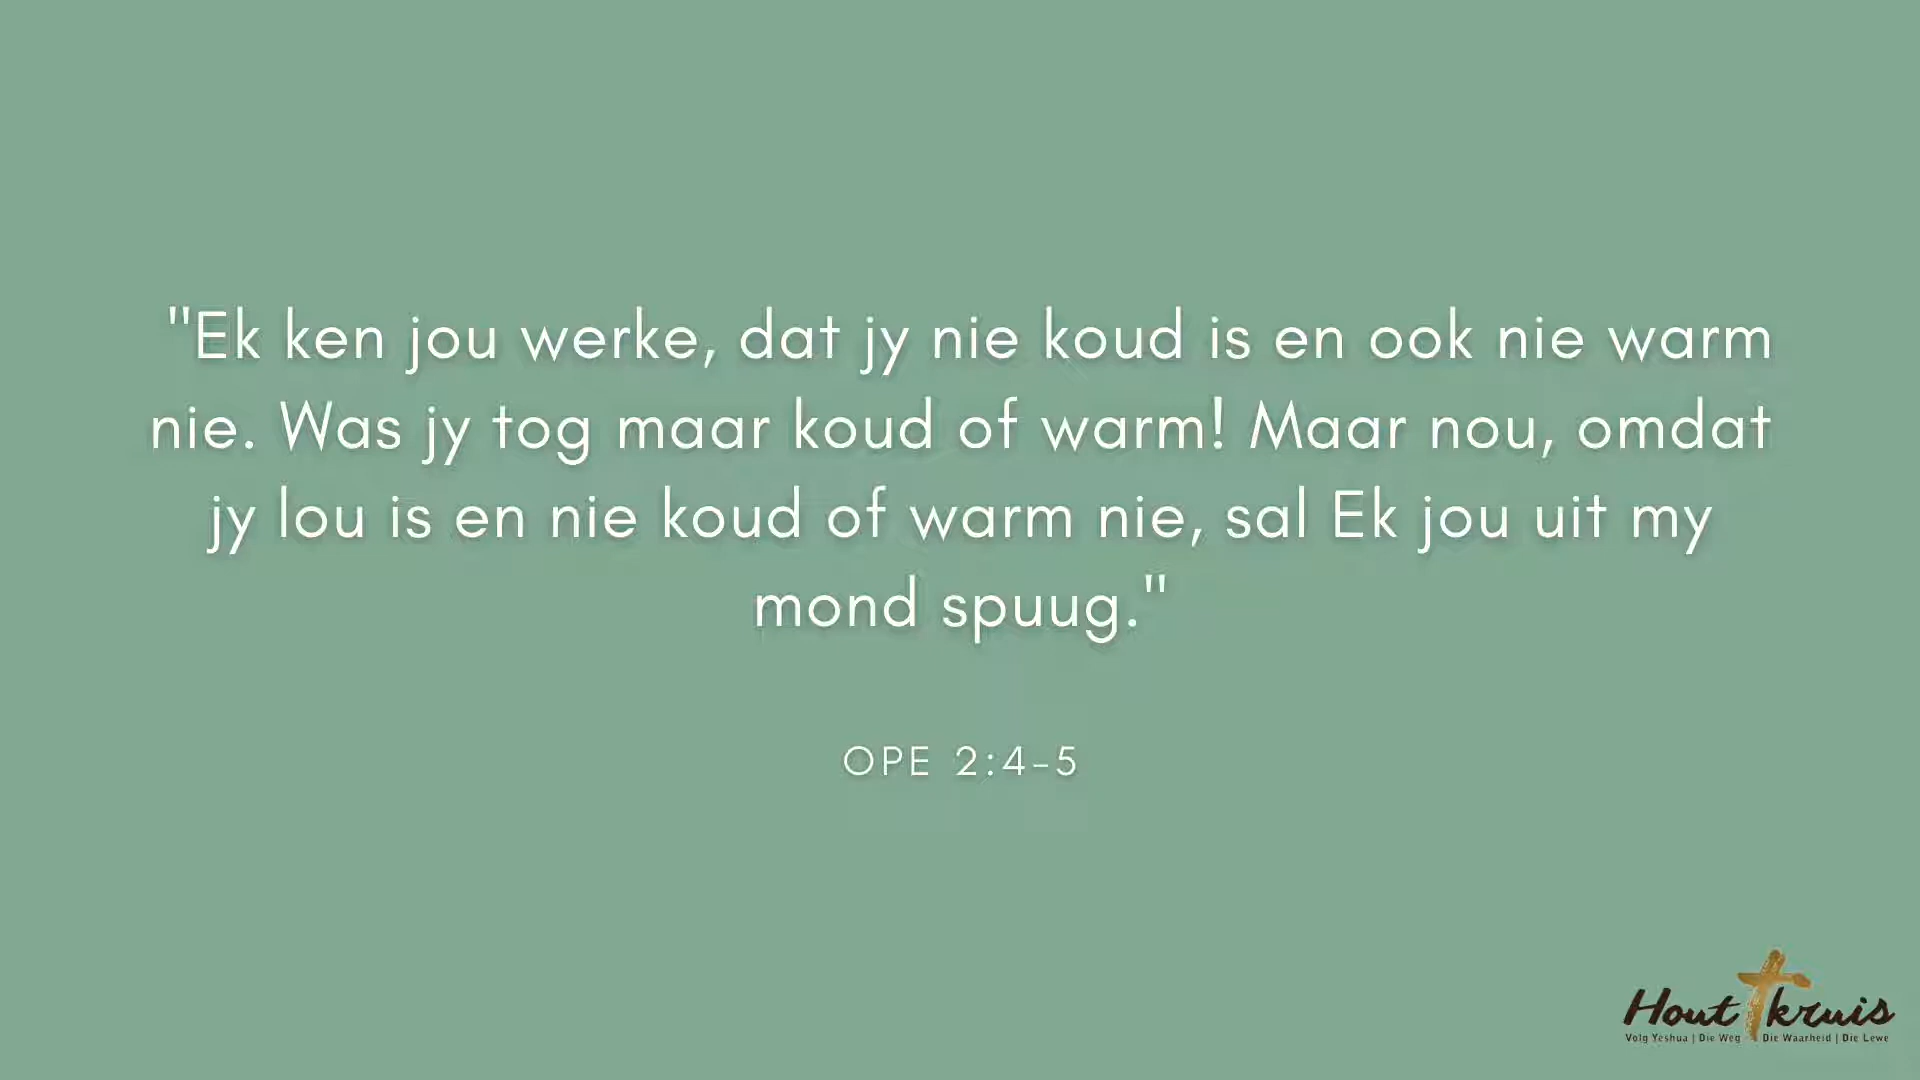 "Ek ken jou werke, dat jy nie koud is en ook nie warm
nie. Was jy tog maar koud of warm! Maar nou, omdat
jy lou is en nie koud of warm nie, sal Ek jou uit my
mond spuug."
OPE 2:4-5
Hout kruis
Volg Yeshua | Die Weg Die Waarheid | Die Lewe